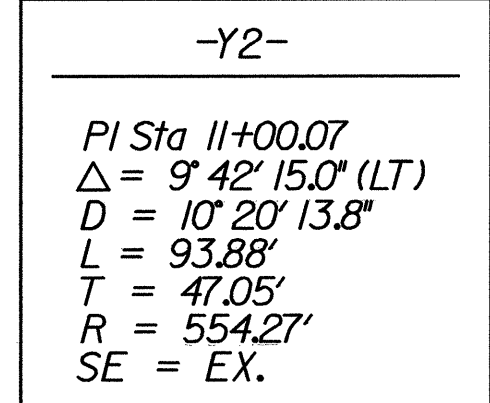 -Y2-
PI Sta 11+00.07
△ = 9° 42' 15.0" (LT)
D = 10° 20' 13.8"
L = 93.88'
T = 47.05'
R = 554.27'
SE = EX.